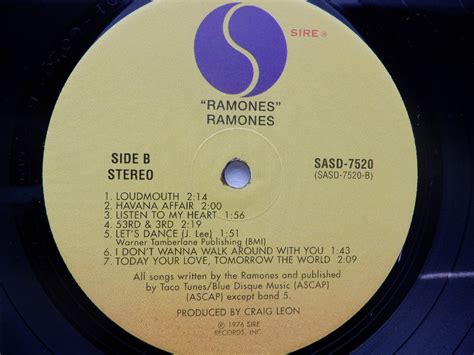 SIRE ®
"RAMONES"
RAMONES
SIDE B
STEREO
SASD-7520
(SASD-7520-B)
1. LOUDMOUTH 2:14
2. HAVANA AFFAIR 2:00
3. LISTEN TO MY HEART 1:56
4. 53RD & 3RD 2:19
5. LET'S DANCE (J. Lee) 1:51
Warner Tamberlane Publishing (BMI)
6. I DON'T WANNA WALK AROUND WITH YOU 1:43
7. TODAY YOUR LOVE, TOMORROW THE WORLD 2:09
All songs written by the Ramones and published
by Taco Tunes/Blue Disque Music (ASCAP)
(ASCAP) except band 5.
PRODUCED BY CRAIG LEON
℗ 1976 SIRE
RECORDS, INC.